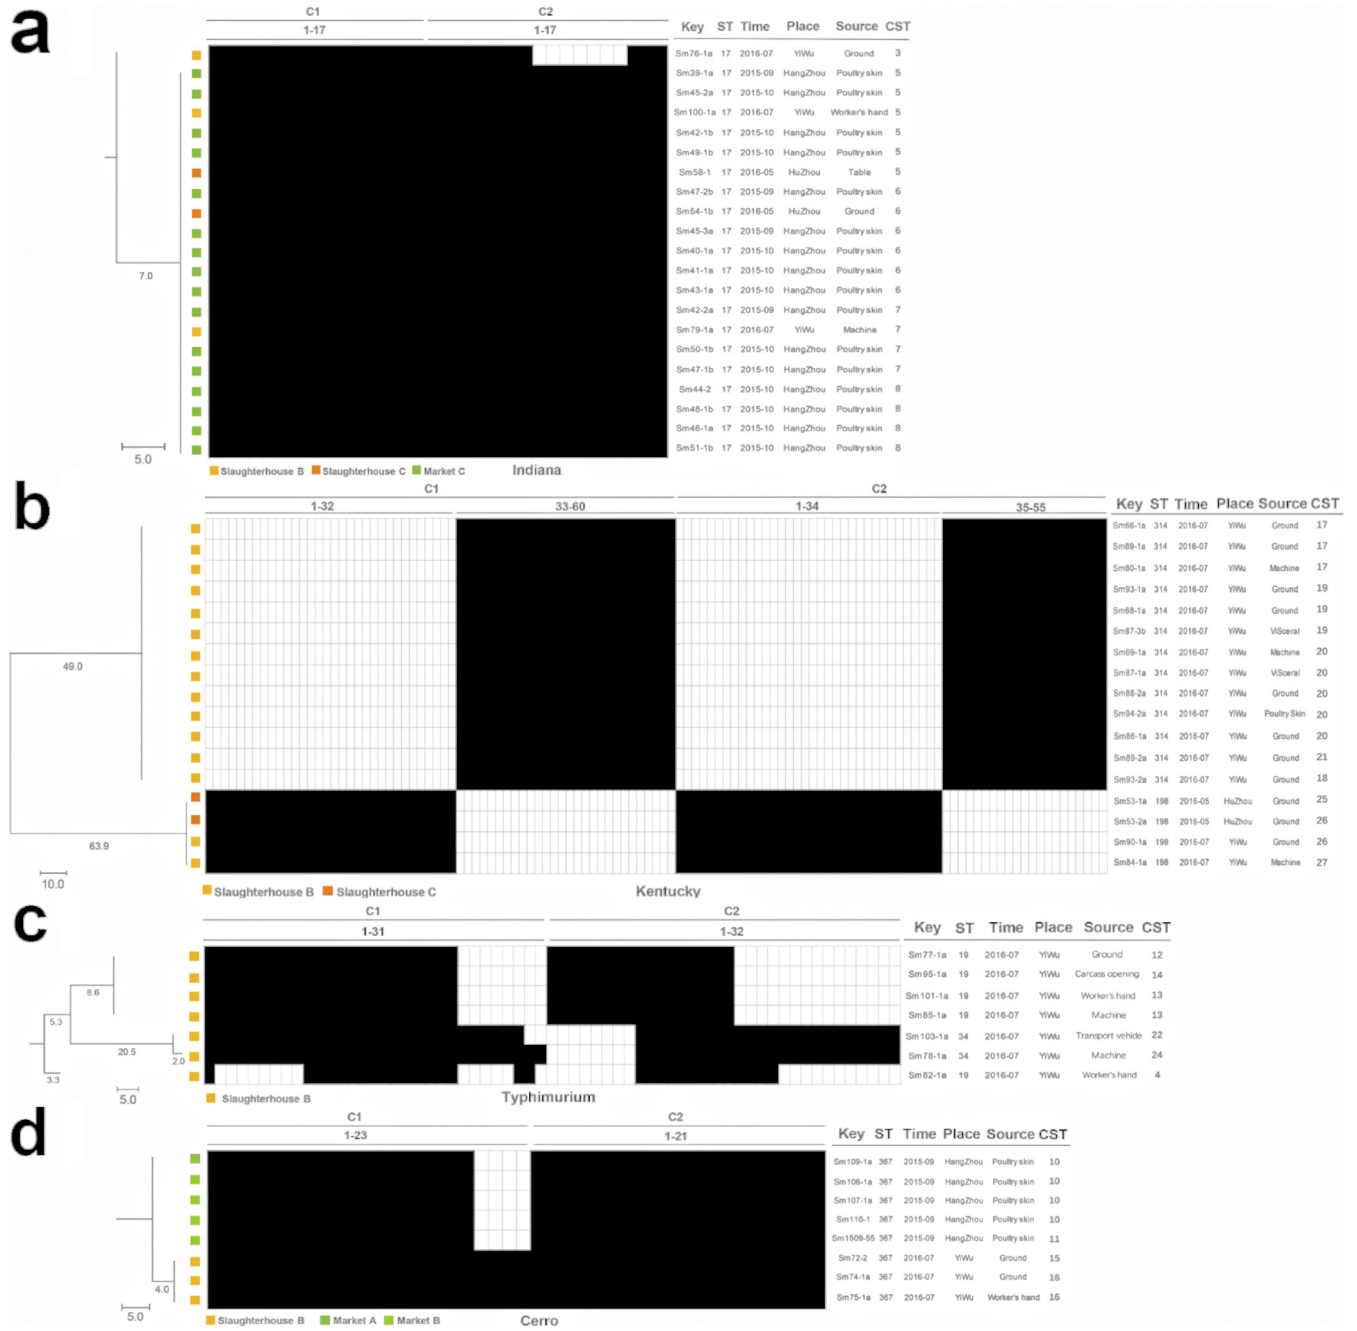 a
C1 C2
1-17 1-17
Key ST Time Place Source CST
Sm76-1a 17 2016-07 YiWu Ground 3
Sm39-1a 17 2015-09 HangZhou Poultry skin 5
Sm45-2a 17 2015-10 HangZhou Poultry skin 5
Sm100-1a 17 2016-07 YiWu Worker's hand 5
Sm42-1b 17 2015-10 HangZhou Poultry skin 5
Sm49-1b 17 2015-10 HangZhou Poultry skin 5
Sm58-1 17 2016-05 HuZhou Table 5
Sm47-2b 17 2015-09 HangZhou Poultry skin 6
Sm54-1b 17 2016-05 HuZhou Ground 6
Sm45-3a 17 2015-09 HangZhou Poultry skin 6
Sm40-1a 17 2015-10 HangZhou Poultry skin 6
Sm41-1a 17 2015-10 HangZhou Poultry skin 6
Sm43-1a 17 2015-10 HangZhou Poultry skin 6
Sm42-2a 17 2015-09 HangZhou Poultry skin 7
Sm79-1a 17 2016-07 YiWu Machine 7
Sm50-1b 17 2015-10 HangZhou Poultry skin 7
Sm47-1b 17 2015-10 HangZhou Poultry skin 7
Sm44-2 17 2015-10 HangZhou Poultry skin 8
Sm48-1b 17 2015-10 HangZhou Poultry skin 8
Sm46-1a 17 2015-10 HangZhou Poultry skin 8
Sm51-1b 17 2015-10 HangZhou Poultry skin 8
7.0
5.0
Slaughterhouse B Slaughterhouse C Market C Indiana
b
C1 C2
1-32 33-60 1-34 35-55
Key ST Time Place Source CST
Sm66-1a 314 2016-07 YiWu Ground 17
Sm89-1a 314 2016-07 YiWu Ground 17
Sm80-1a 314 2016-07 YiWu Machine 17
Sm93-1a 314 2016-07 YiWu Ground 19
Sm68-1a 314 2016-07 YiWu Ground 19
Sm87-3b 314 2016-07 YiWu ViSceral 19
Sm69-1a 314 2016-07 YiWu Machine 20
Sm87-1a 314 2016-07 YiWu ViSceral 20
Sm88-2a 314 2016-07 YiWu Ground 20
Sm94-2a 314 2016-07 YiWu Poultry Skin 20
Sm86-1a 314 2016-07 YiWu Ground 20
Sm89-2a 314 2016-07 YiWu Ground 21
Sm93-2a 314 2016-07 YiWu Ground 18
Sm53-1a 198 2016-05 HuZhou Ground 25
Sm53-2a 198 2016-05 HuZhou Ground 26
Sm90-1a 198 2016-07 YiWu Ground 26
Sm84-1a 198 2016-07 YiWu Machine 27
49.0
63.9
10.0
Slaughterhouse B Slaughterhouse C Kentucky
c
C1 C2
1-31 1-32
Key ST Time Place Source CST
Sm77-1a 19 2016-07 YiWu Ground 12
Sm95-1a 19 2016-07 YiWu Carcass opening 14
Sm101-1a 19 2016-07 YiWu Worker's hand 13
Sm85-1a 19 2016-07 YiWu Machine 13
Sm103-1a 34 2016-07 YiWu Transport vehide 22
Sm78-1a 34 2016-07 YiWu Machine 24
Sm82-1a 19 2016-07 YiWu Worker's hand 4
8.6
5.3
20.5
2.0
3.3
5.0
Slaughterhouse B Typhimurium
d
C1 C2
1-23 1-21
Key ST Time Place Source CST
Sm109-1a 367 2015-09 HangZhou Poultry skin 10
Sm106-1a 367 2015-09 HangZhou Poultry skin 10
Sm107-1a 367 2015-09 HangZhou Poultry skin 10
Sm110-1 367 2015-09 HangZhou Poultry skin 10
Sm1509-55 367 2015-09 HangZhou Poultry skin 11
Sm72-2 367 2016-07 YiWu Ground 15
Sm74-1a 367 2016-07 YiWu Ground 16
Sm75-1a 367 2016-07 YiWu Worker's hand 16
4.0
5.0
Slaughterhouse B Market A Market B Cerro